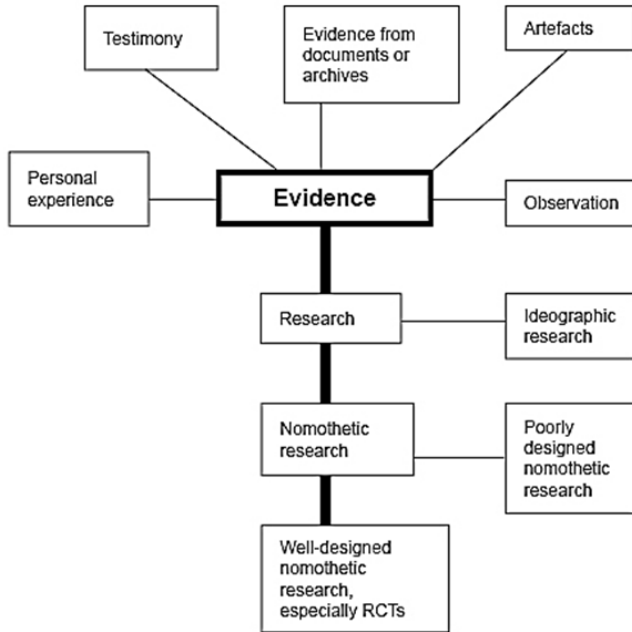 Testimony
Evidence from
documents or
archives
Artefacts
Personal
experience
Evidence
Observation
Research
Ideographic
research
Nomothetic
research
Poorly
designed
nomothetic
research
Well-designed
nomothetic
research,
especially RCTs